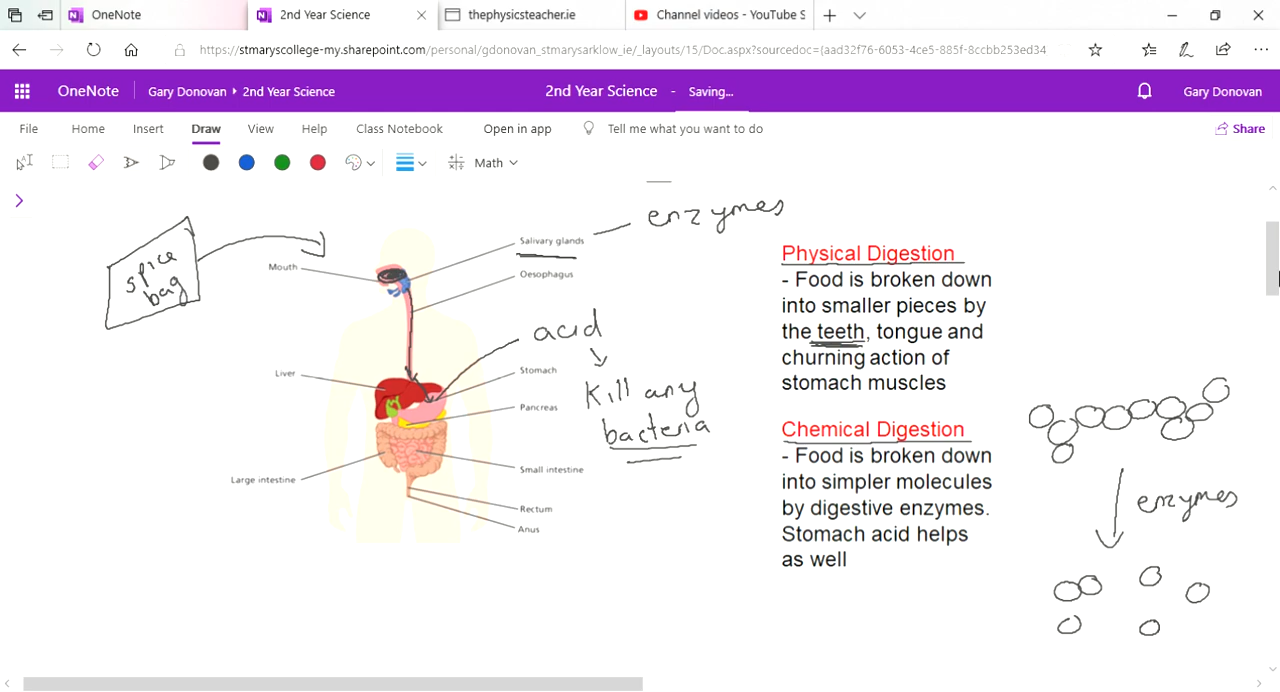 OneNote
2nd Year Science
thephysicsteacher.ie
Channel videos - YouTube S
https://stmaryscollege-my.sharepoint.com/personal/gdonovan_stmarysarklow_ie/_layouts/15/Doc.aspx?sourcedoc={aad32f76-6053-4ce5-885f-8ccbb253ed34
OneNote
Gary Donovan ▸ 2nd Year Science
2nd Year Science - Saving...
Gary Donovan
File Home Insert Draw View Help Class Notebook Open in app Tell me what you want to do Share
Math
spice
bag
Mouth
Liver
Large intestine
Salivary glands
enzymes
Oesophagus
acid
Stomach
Kill any
bacteria
Pancreas
Small intestine
Rectum
Anus
Physical Digestion
- Food is broken down
into smaller pieces by
the teeth, tongue and
churning action of
stomach muscles
Chemical Digestion
- Food is broken down
into simpler molecules
by digestive enzymes.
Stomach acid helps
as well
enzymes